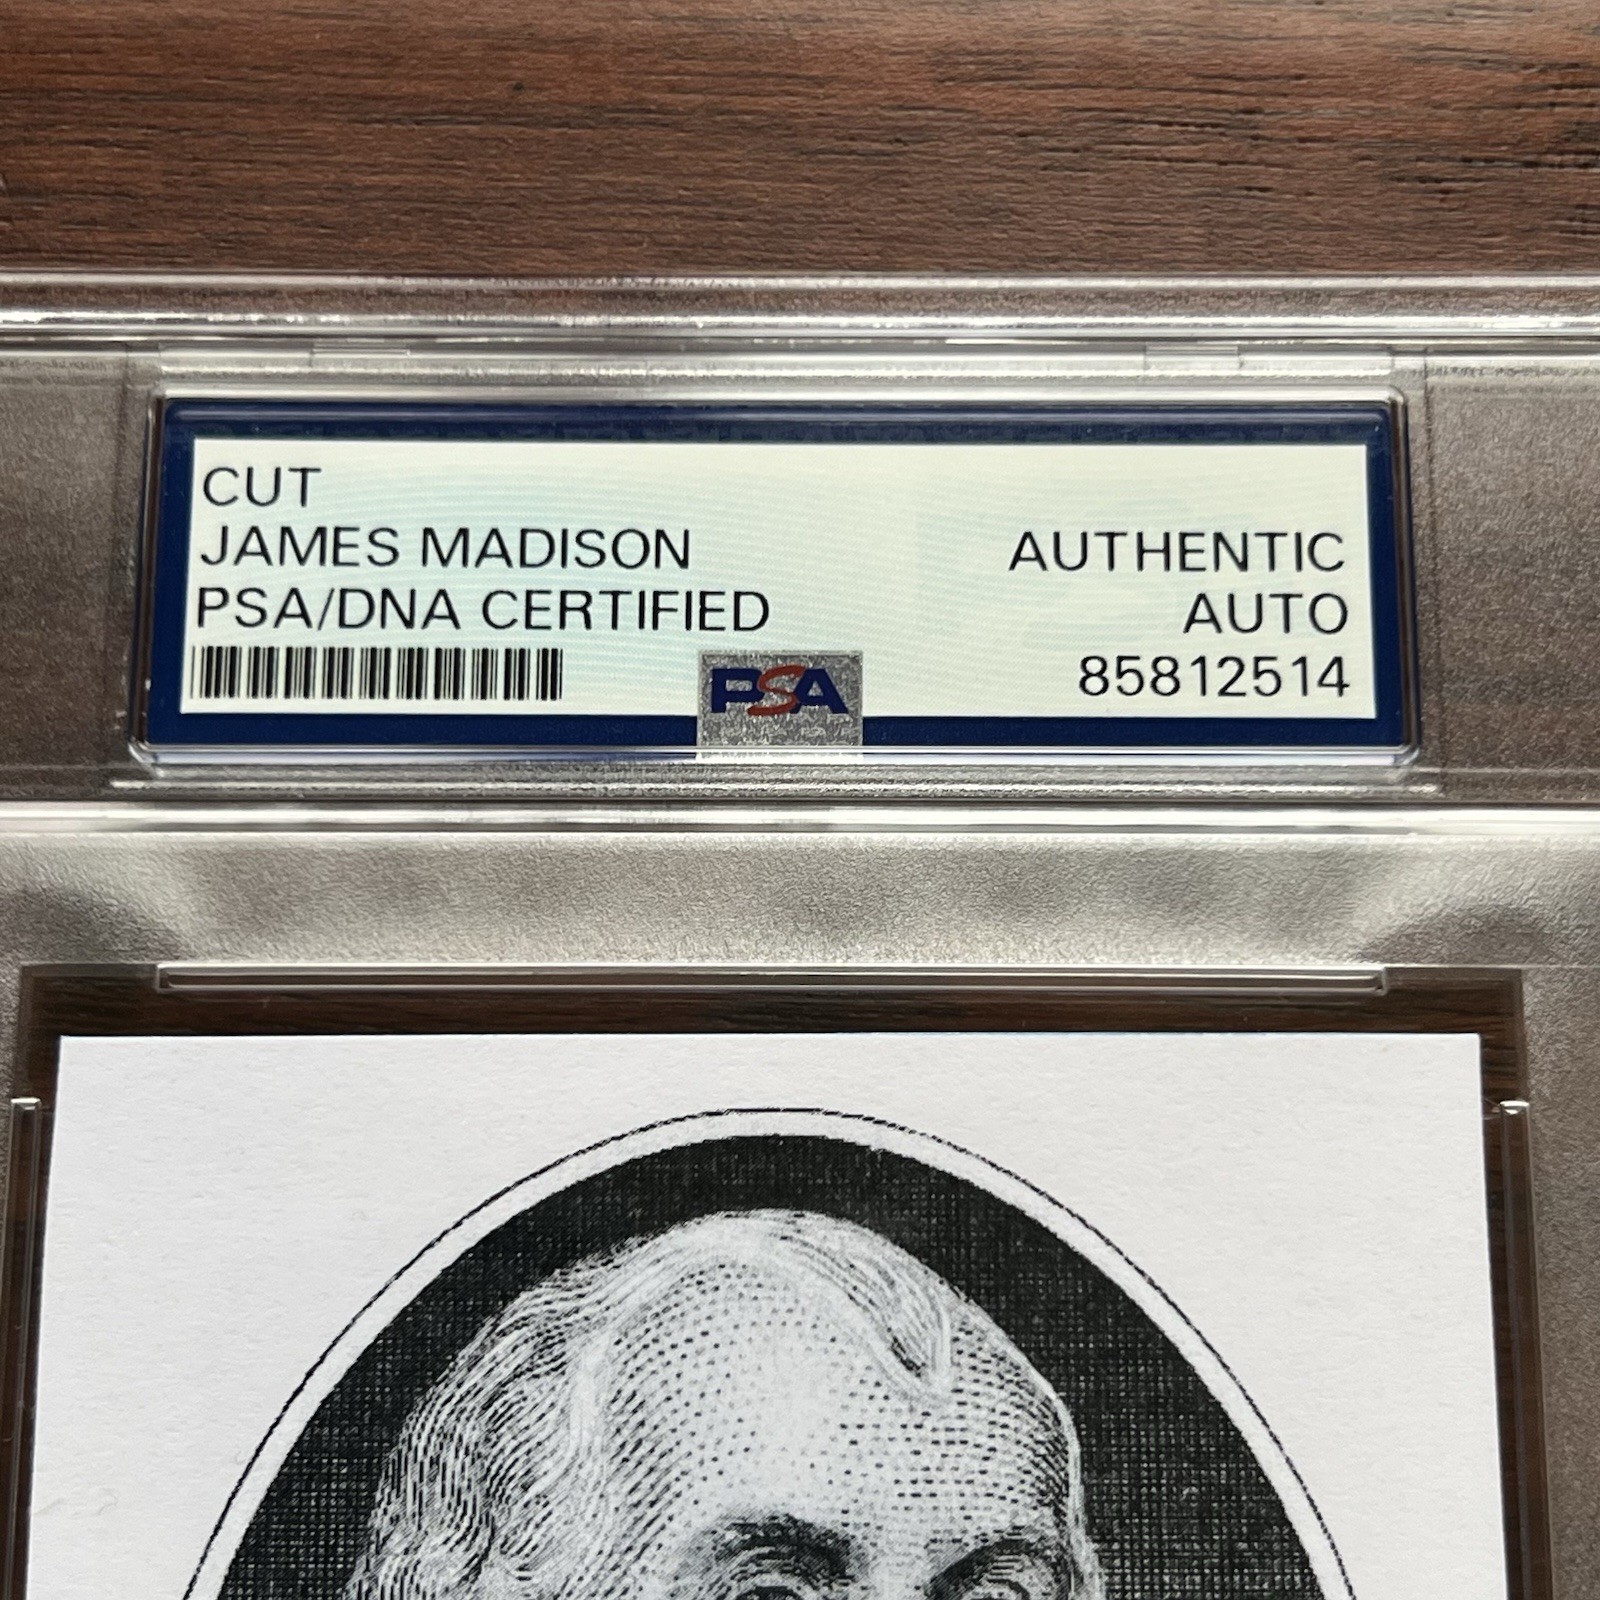 CUT
JAMES MADISON
PSA/DNA CERTIFIED
AUTHENTIC
AUTO
85812514
PSA